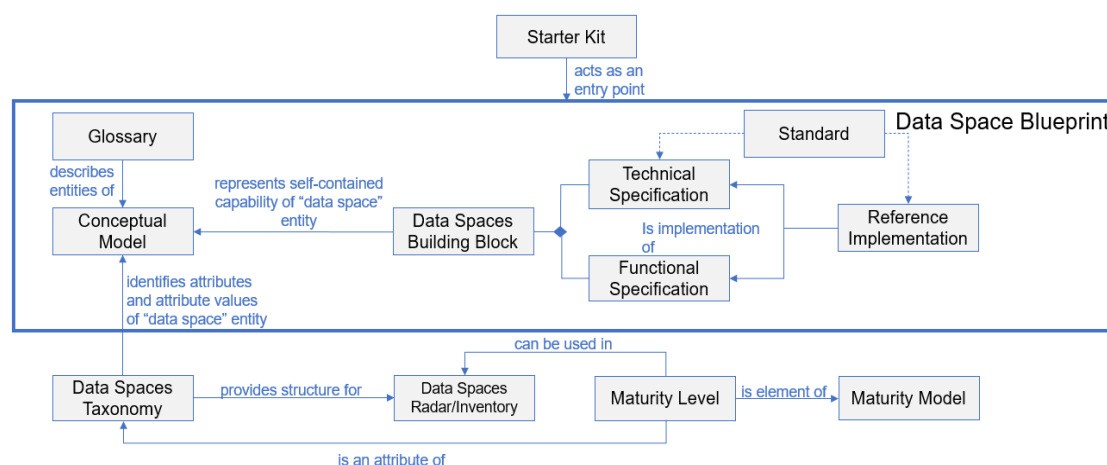 Starter Kit
acts as an
entry point
Data Space Blueprint
Glossary
Standard
describes
entities of
represents self-contained
capability of “data space”
entity
Technical
Specification
Conceptual
Model
Data Spaces
Building Block
Is implementation
of
Reference
Implementation
Functional
Specification
identifies attributes
and attribute values
of “data space” entity
can be used in
Data Spaces
Taxonomy
provides structure for
Data Spaces
Radar/Inventory
Maturity Level
is element of
Maturity Model
is an attribute of